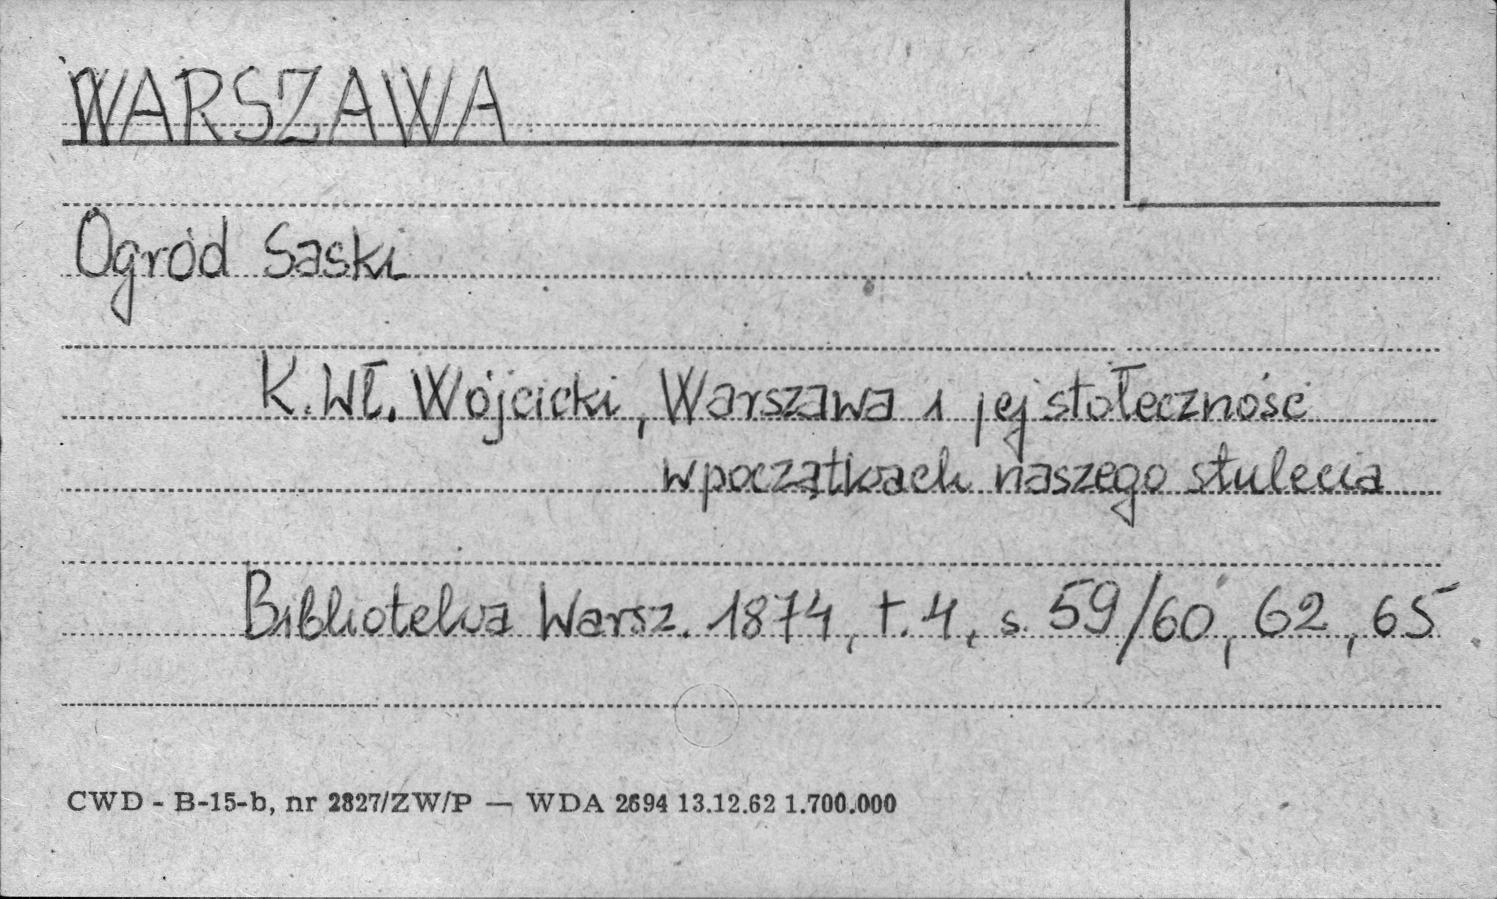 WARSZAWA
Ogród Saski
K. Wł. Wójcicki, Warszawa i jej stołeczność
w początkach naszego stulecia
Biblioteka Warsz. 1874, t. 4, s. 59/60, 62, 65
CWD - B-15-b, nr 2827/ZW/P — WDA 2694 13.12.62 1.700.000